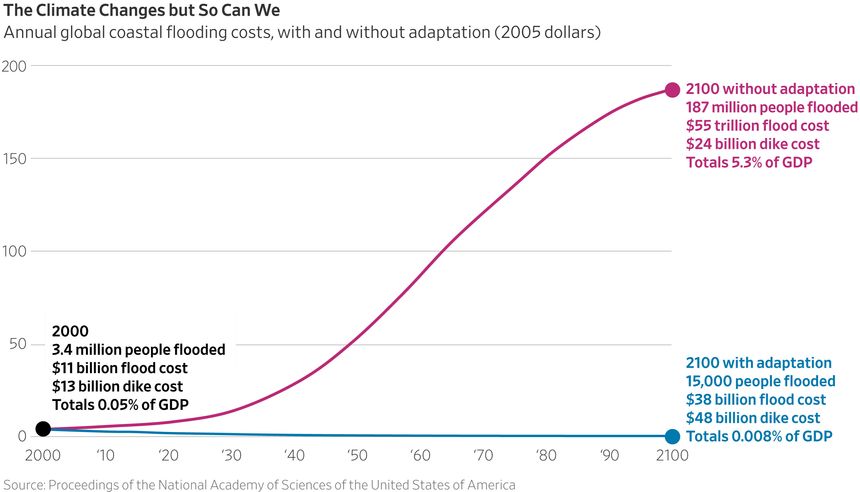 The Climate Changes but So Can We
Annual global coastal flooding costs, with and without adaptation (2005 dollars)
200
150
100
50
0
2100 without adaptation
187 million people flooded
$55 trillion flood cost
$24 billion dike cost
Totals 5.3% of GDP
2000
3.4 million people flooded
$11 billion flood cost
$13 billion dike cost
Totals 0.05% of GDP
2100 with adaptation
15,000 people flooded
$38 billion flood cost
$48 billion dike cost
Totals 0.008% of GDP
2000 '10 '20 '30 '40 '50 '60 '70 '80 '90 2100
Source: Proceedings of the National Academy of Sciences of the United States of America